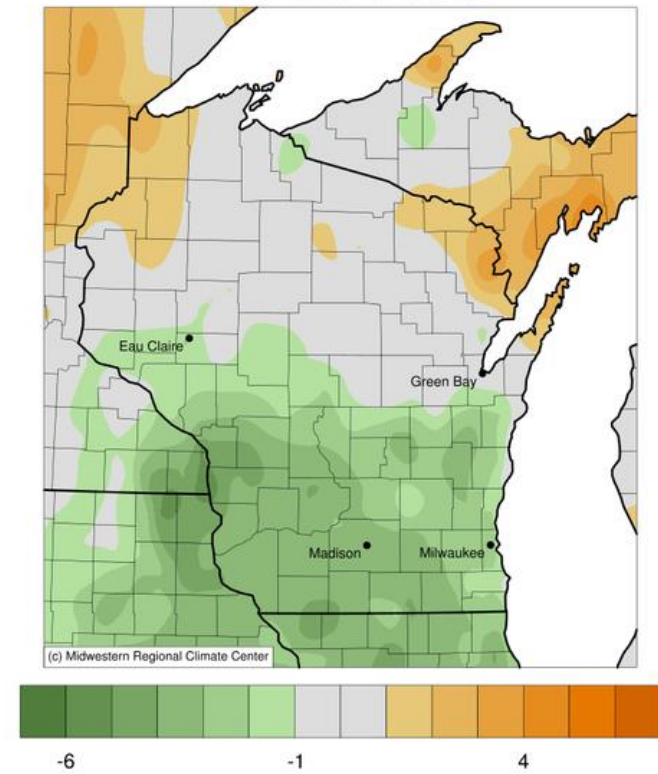 Eau Claire
Green Bay
Madison
Milwaukee
(c) Midwestern Regional Climate Center
-6
-1
4